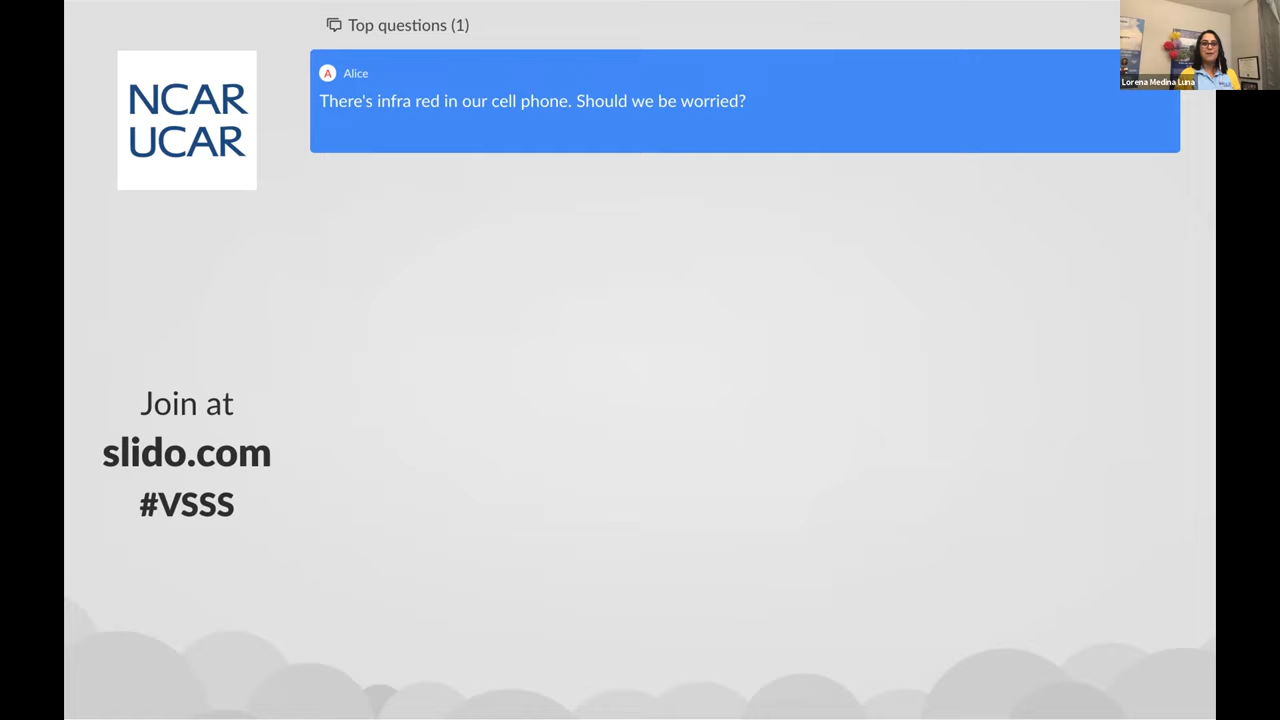 Top questions (1)
NCAR
UCAR
A Alice
There's infra red in our cell phone. Should we be worried?
Lorena Medina Luna
Join at
slido.com
#VSSS